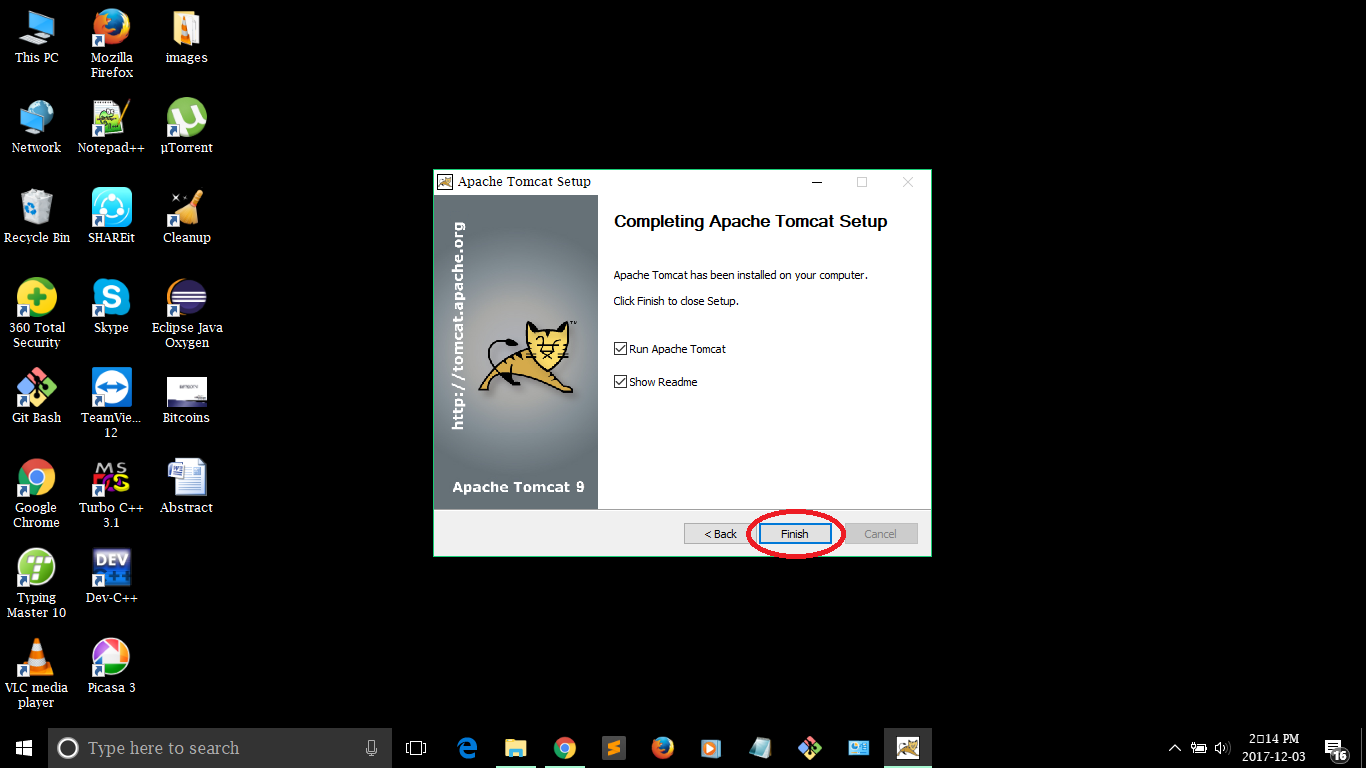 This PC
Mozilla
Firefox
images
Network
Notepad++
µTorrent
Recycle Bin
SHAREit
Cleanup
360 Total
Security
Skype
Eclipse Java
Oxygen
Git Bash
TeamVie...
12
Bitcoins
Google
Chrome
MS
Turbo C++
3.1
Abstract
Typing
Master 10
DEV
Dev-C++
VLC media
player
Picasa 3
Apache Tomcat Setup
http://tomcat.apache.org
TM
Apache Tomcat 9
Completing Apache Tomcat Setup
Apache Tomcat has been installed on your computer.
Click Finish to close Setup.
Run Apache Tomcat
Show Readme
< Back
Finish
Cancel
Type here to search
2□14 PM
2017-12-03
16